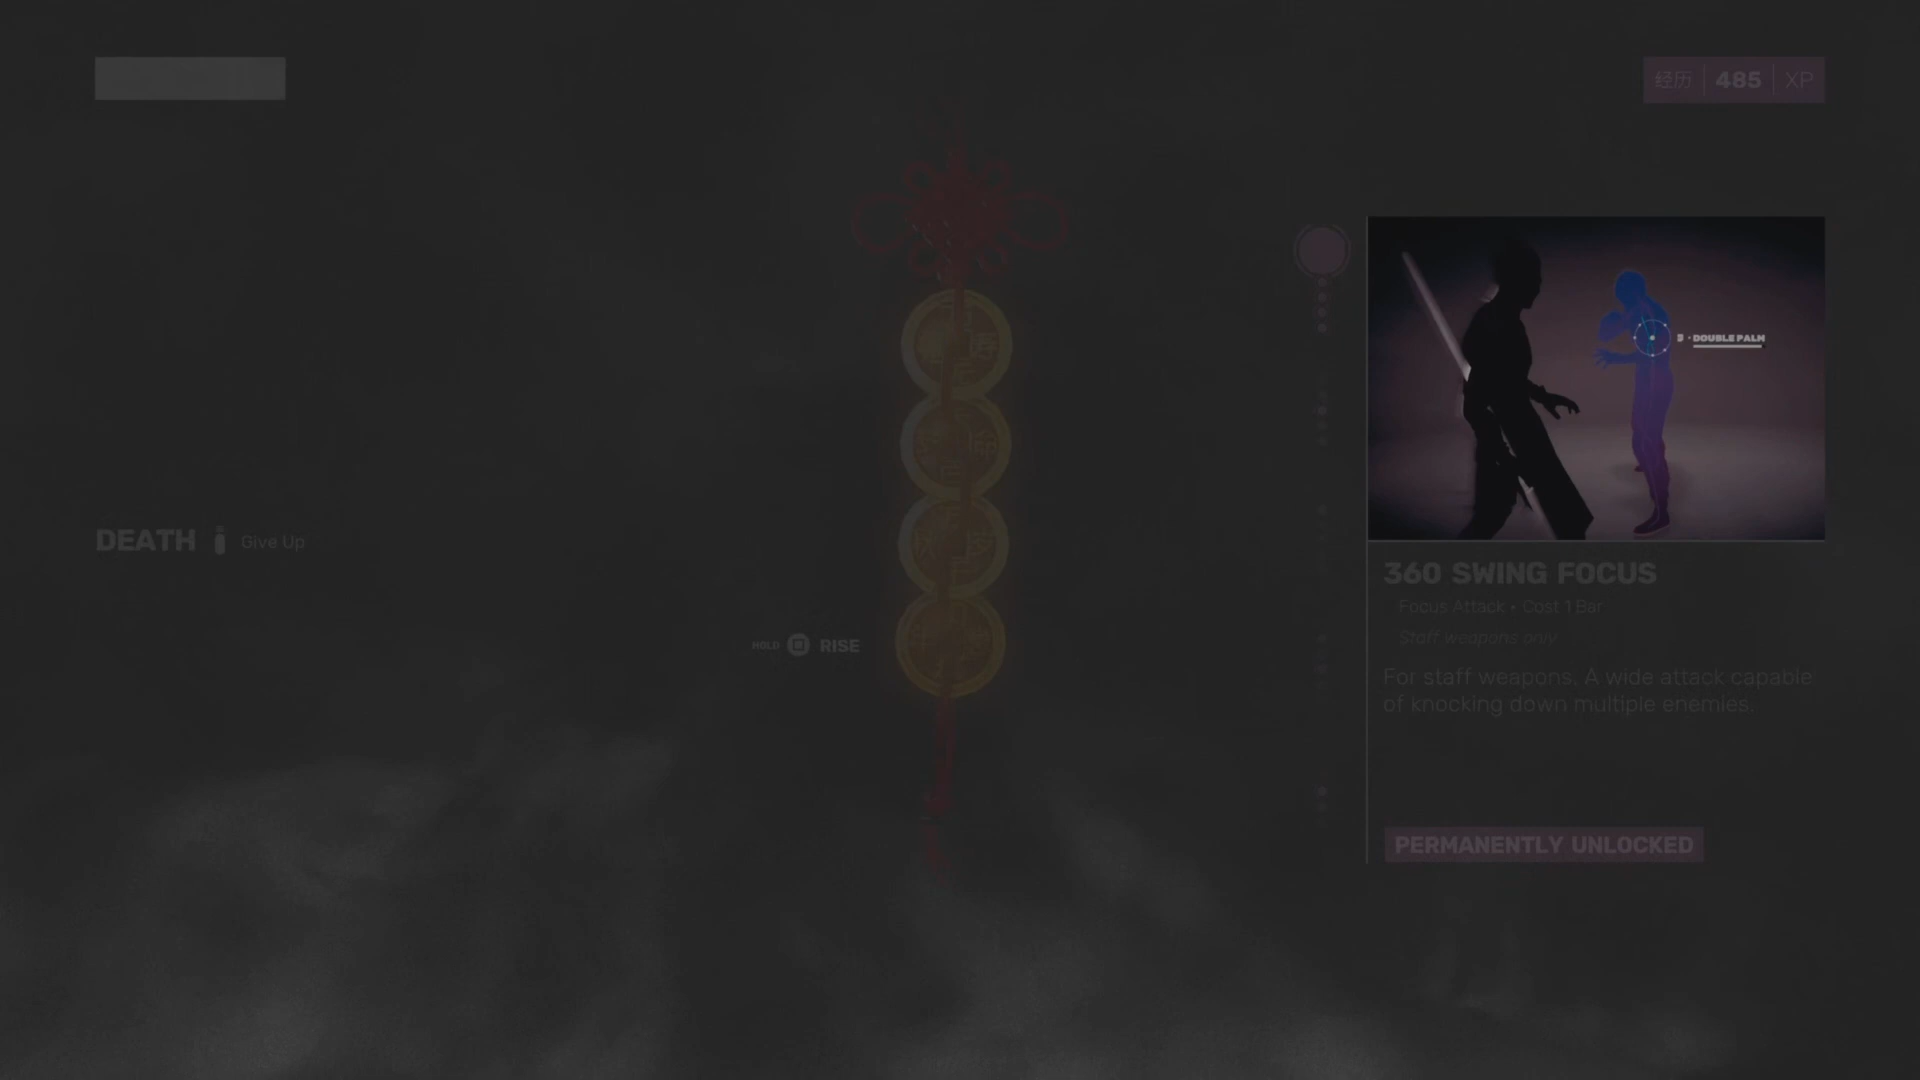 经历 485 XP
5 · DOUBLE PALM
DEATH Give Up
360 SWING FOCUS
Focus Attack • Cost 1 Bar
Staff weapons only
HOLD RISE
For staff weapons. A wide attack capable
of knocking down multiple enemies.
PERMANENTLY UNLOCKED